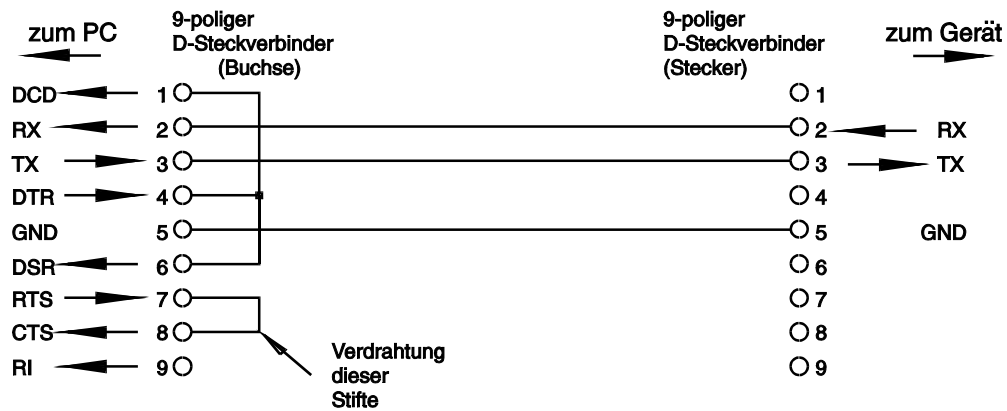 zum PC
9-poliger
D-Steckverbinder
(Buchse)
9-poliger
D-Steckverbinder
(Stecker)
zum Gerät
DCD 1 1
RX 2 2 RX
TX 3 3 TX
DTR 4 4
GND 5 5 GND
DSR 6 6
RTS 7 7
CTS 8 8
RI 9 9
Verdrahtung
dieser
Stifte